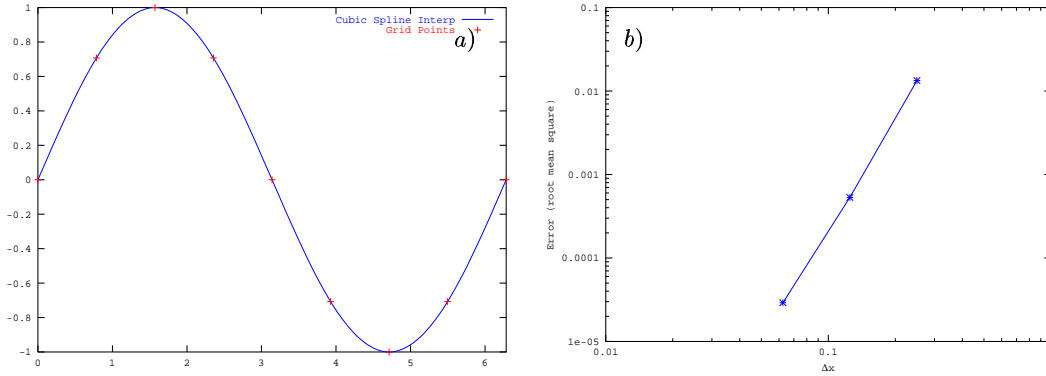 Cubic Spline Interp
Grid Points
a)
1
0.8
0.6
0.4
0.2
0
-0.2
-0.4
-0.6
-0.8
-1
0 1 2 3 4 5 6
b)
Error (root mean square)
0.1
0.01
0.001
0.0001
1e-05
0.01 0.1
Δx